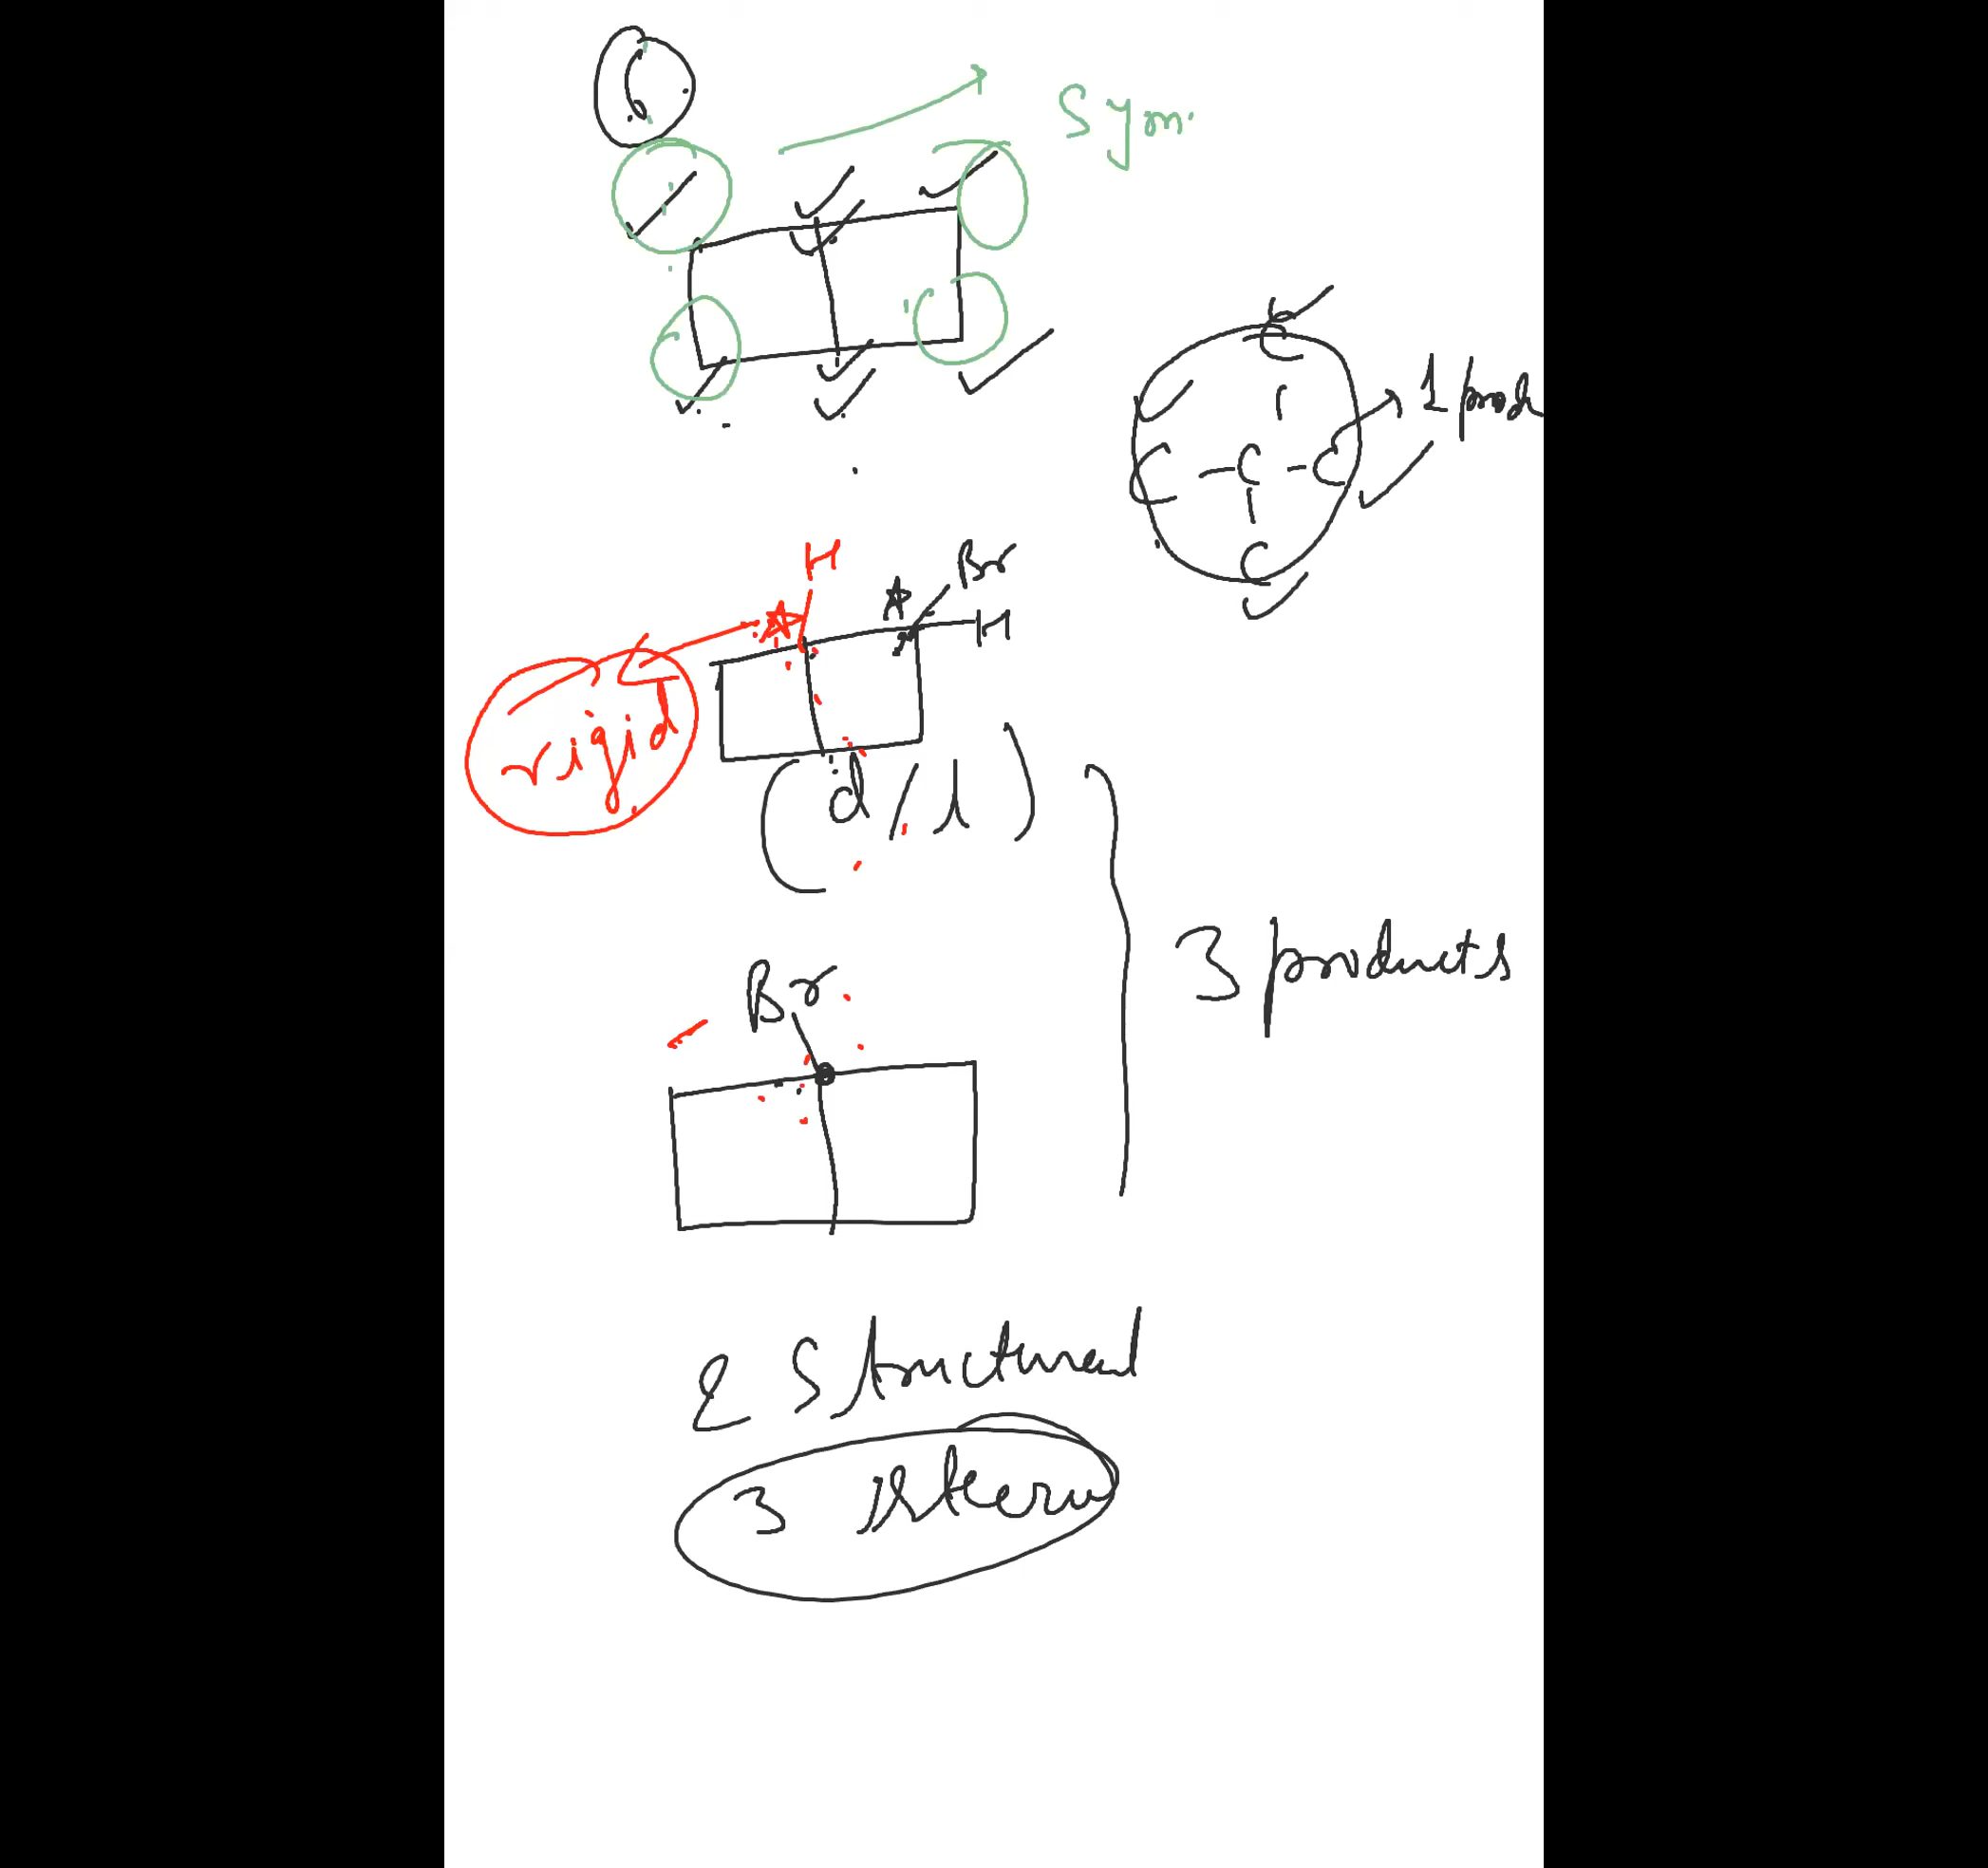 Sym.
C
C
C - C - C
C
1 prod
H
Br
H
rigid
(d/l)
3 products
Br
2 Structural
3 Stereo